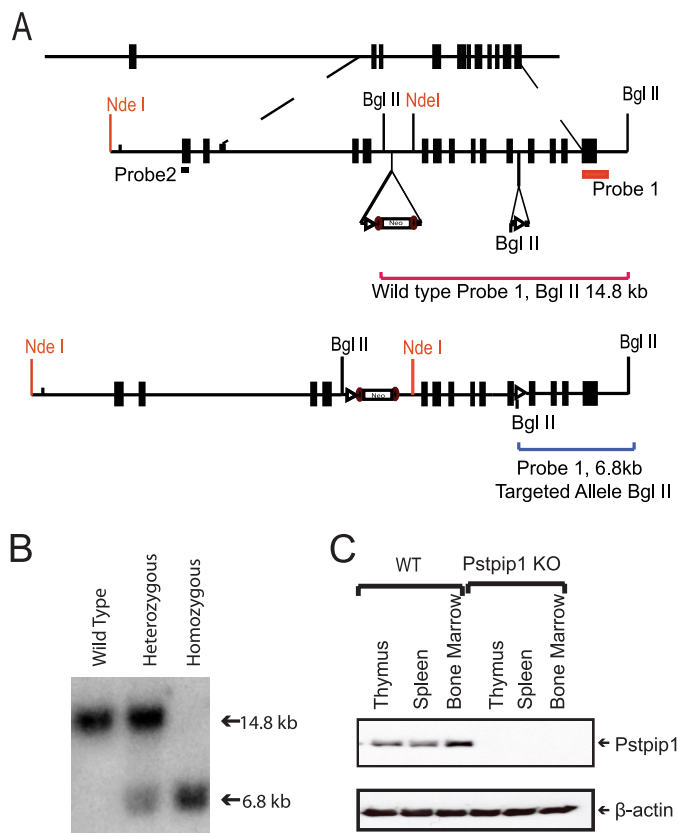 A
Nde I
Bgl II
NdeI
Bgl II
Probe2
Probe 1
Neo
Bgl II
Wild type Probe 1, Bgl II 14.8 kb
Nde I
Bgl II
Nde I
Bgl II
Neo
Bgl II
Probe 1, 6.8kb
Targeted Allele Bgl II
B
Wild Type
Heterozygous
Homozygous
14.8 kb
6.8 kb
C
WT
Pstpip1 KO
Thymus
Spleen
Bone Marrow
Thymus
Spleen
Bone Marrow
Pstpip1
β-actin